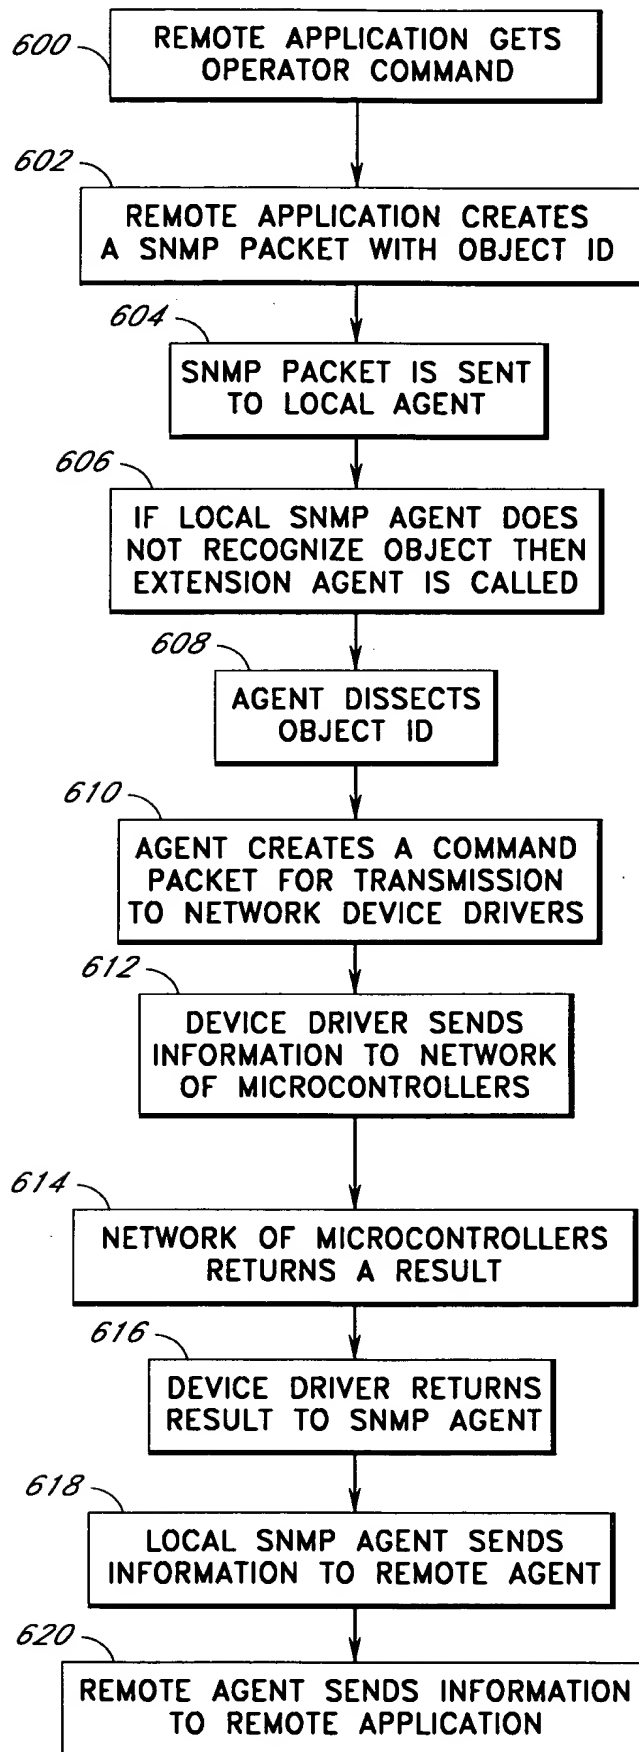 600
REMOTE APPLICATION GETS
OPERATOR COMMAND
602
REMOTE APPLICATION CREATES
A SNMP PACKET WITH OBJECT ID
604
SNMP PACKET IS SENT
TO LOCAL AGENT
606
IF LOCAL SNMP AGENT DOES
NOT RECOGNIZE OBJECT THEN
EXTENSION AGENT IS CALLED
608
AGENT DISSECTS
OBJECT ID
610
AGENT CREATES A COMMAND
PACKET FOR TRANSMISSION
TO NETWORK DEVICE DRIVERS
612
DEVICE DRIVER SENDS
INFORMATION TO NETWORK
OF MICROCONTROLLERS
614
NETWORK OF MICROCONTROLLERS
RETURNS A RESULT
616
DEVICE DRIVER RETURNS
RESULT TO SNMP AGENT
618
LOCAL SNMP AGENT SENDS
INFORMATION TO REMOTE AGENT
620
REMOTE AGENT SENDS INFORMATION
TO REMOTE APPLICATION